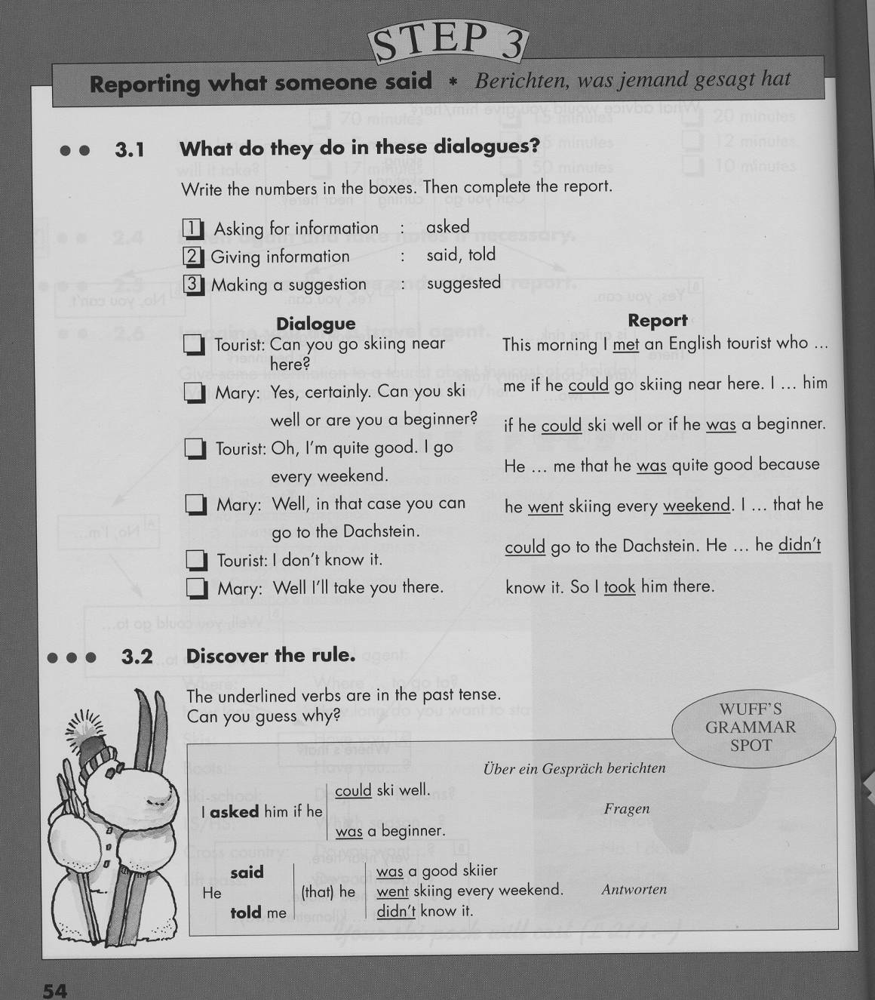 STEP 3
Reporting what someone said * Berichten, was jemand gesagt hat
3.1 What do they do in these dialogues?
Write the numbers in the boxes. Then complete the report.
1 Asking for information : asked
2 Giving information : said, told
3 Making a suggestion : suggested
Dialogue
Tourist: Can you go skiing near
here?
Mary: Yes, certainly. Can you ski
well or are you a beginner?
Tourist: Oh, I'm quite good. I go
every weekend.
Mary: Well, in that case you can
go to the Dachstein.
Tourist: I don't know it.
Mary: Well I'll take you there.
Report
This morning I met an English tourist who ...
me if he could go skiing near here. I ... him
if he could ski well or if he was a beginner.
He ... me that he was quite good because
he went skiing every weekend. I ... that he
could go to the Dachstein. He ... he didn't
know it. So I took him there.
3.2 Discover the rule.
The underlined verbs are in the past tense.
Can you guess why?
WUFF'S
GRAMMAR
SPOT
Über ein Gespräch berichten
could ski well.
I asked him if he
Fragen
was a beginner.
said
was a good skiier
He
(that) he
went skiing every weekend.
Antworten
told me
didn't know it.
54